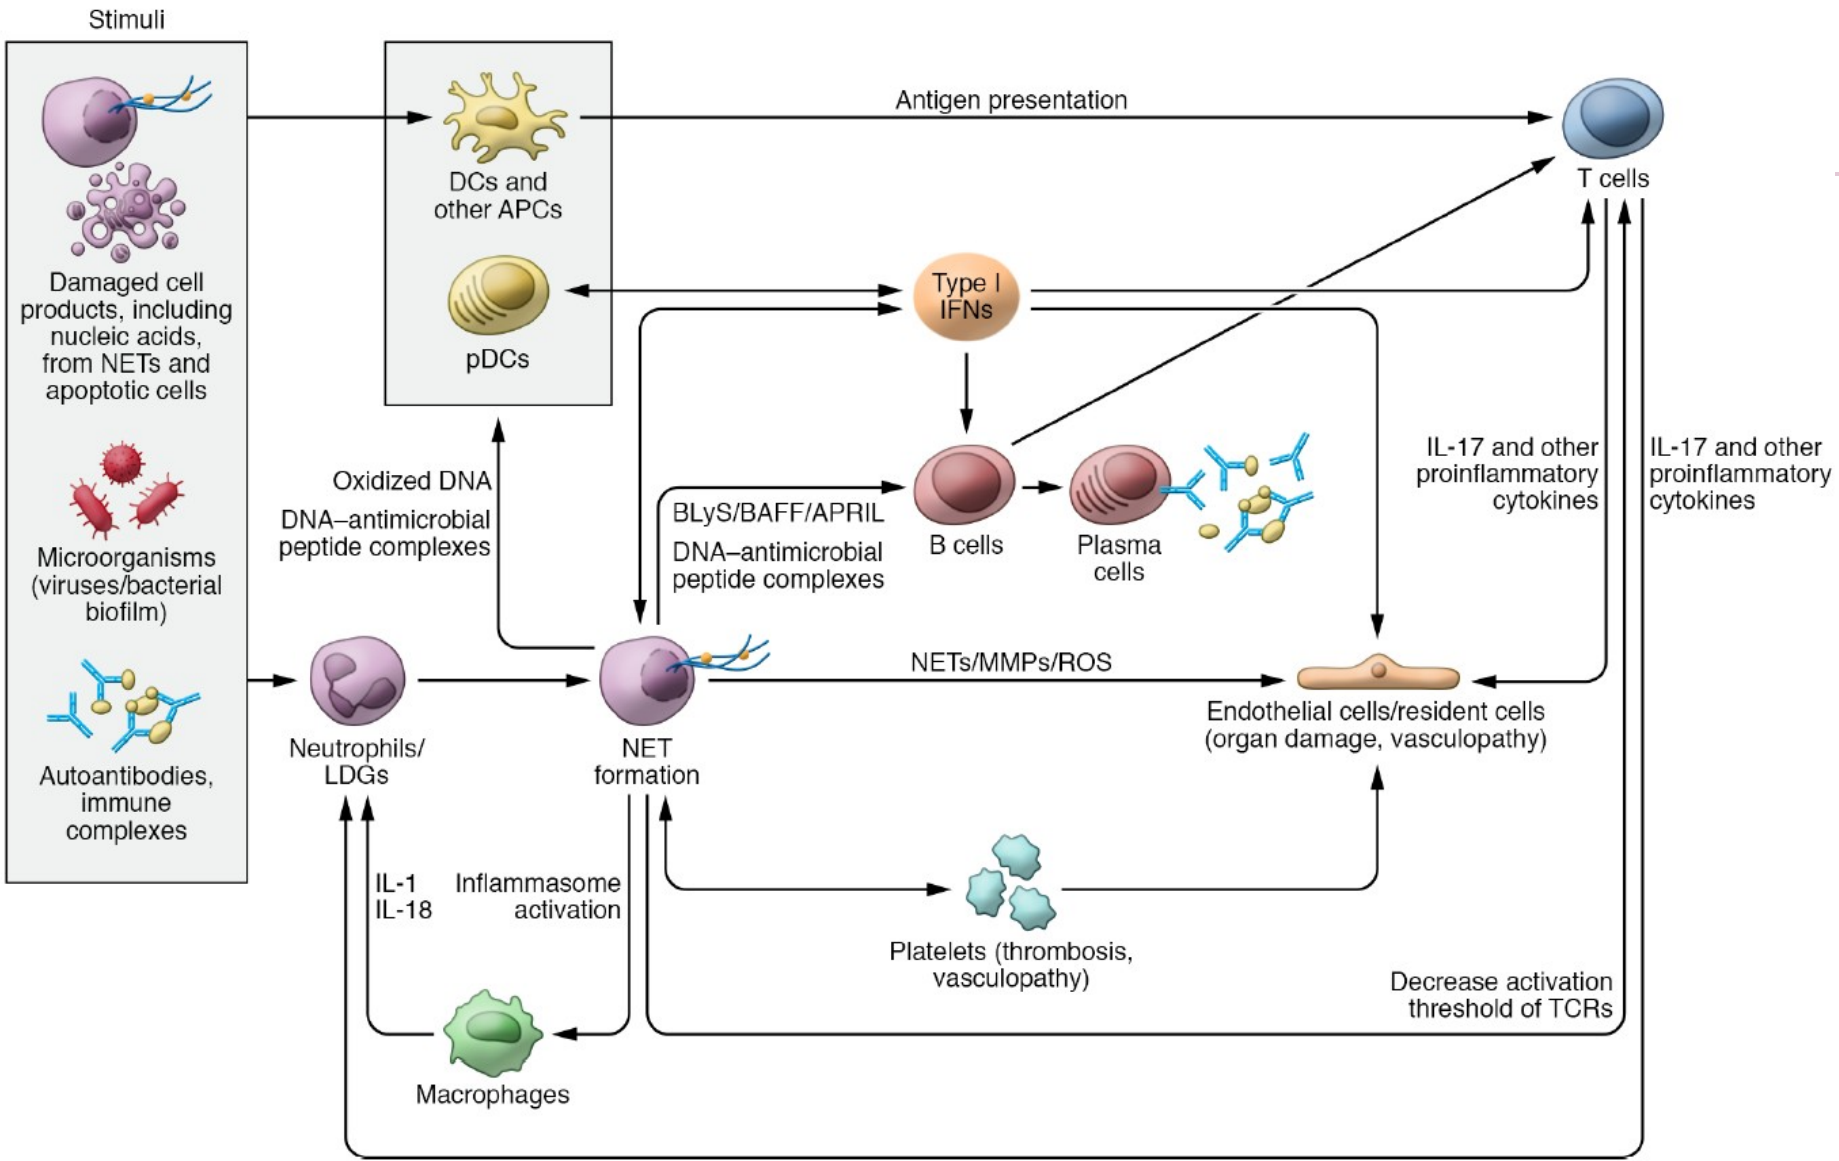 Stimuli
Damaged cell
products, including
nucleic acids,
from NETs and
apoptotic cells
Microorganisms
(viruses/bacterial
biofilm)
Autoantibodies,
immune
complexes
DCs and
other APCs
pDCs
Antigen presentation
T cells
Type I
IFNs
Oxidized DNA
DNA–antimicrobial
peptide complexes
BLyS/BAFF/APRIL
DNA–antimicrobial
peptide complexes
B cells
Plasma
cells
IL-17 and other
proinflammatory
cytokines
IL-17 and other
proinflammatory
cytokines
Neutrophils/
LDGs
NET
formation
NETs/MMPs/ROS
Endothelial cells/resident cells
(organ damage, vasculopathy)
IL-1
IL-18
Inflammasome
activation
Platelets (thrombosis,
vasculopathy)
Decrease activation
threshold of TCRs
Macrophages